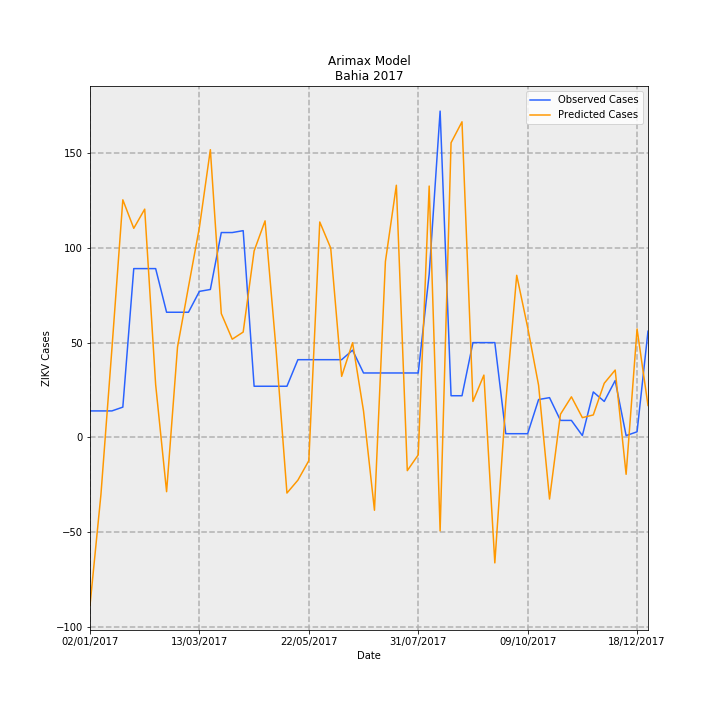 Arimax Model
Bahia 2017
Observed Cases
Predicted Cases
150
100
50
0
−50
−100
ZIKV Cases
02/01/2017 13/03/2017 22/05/2017 31/07/2017 09/10/2017 18/12/2017
Date